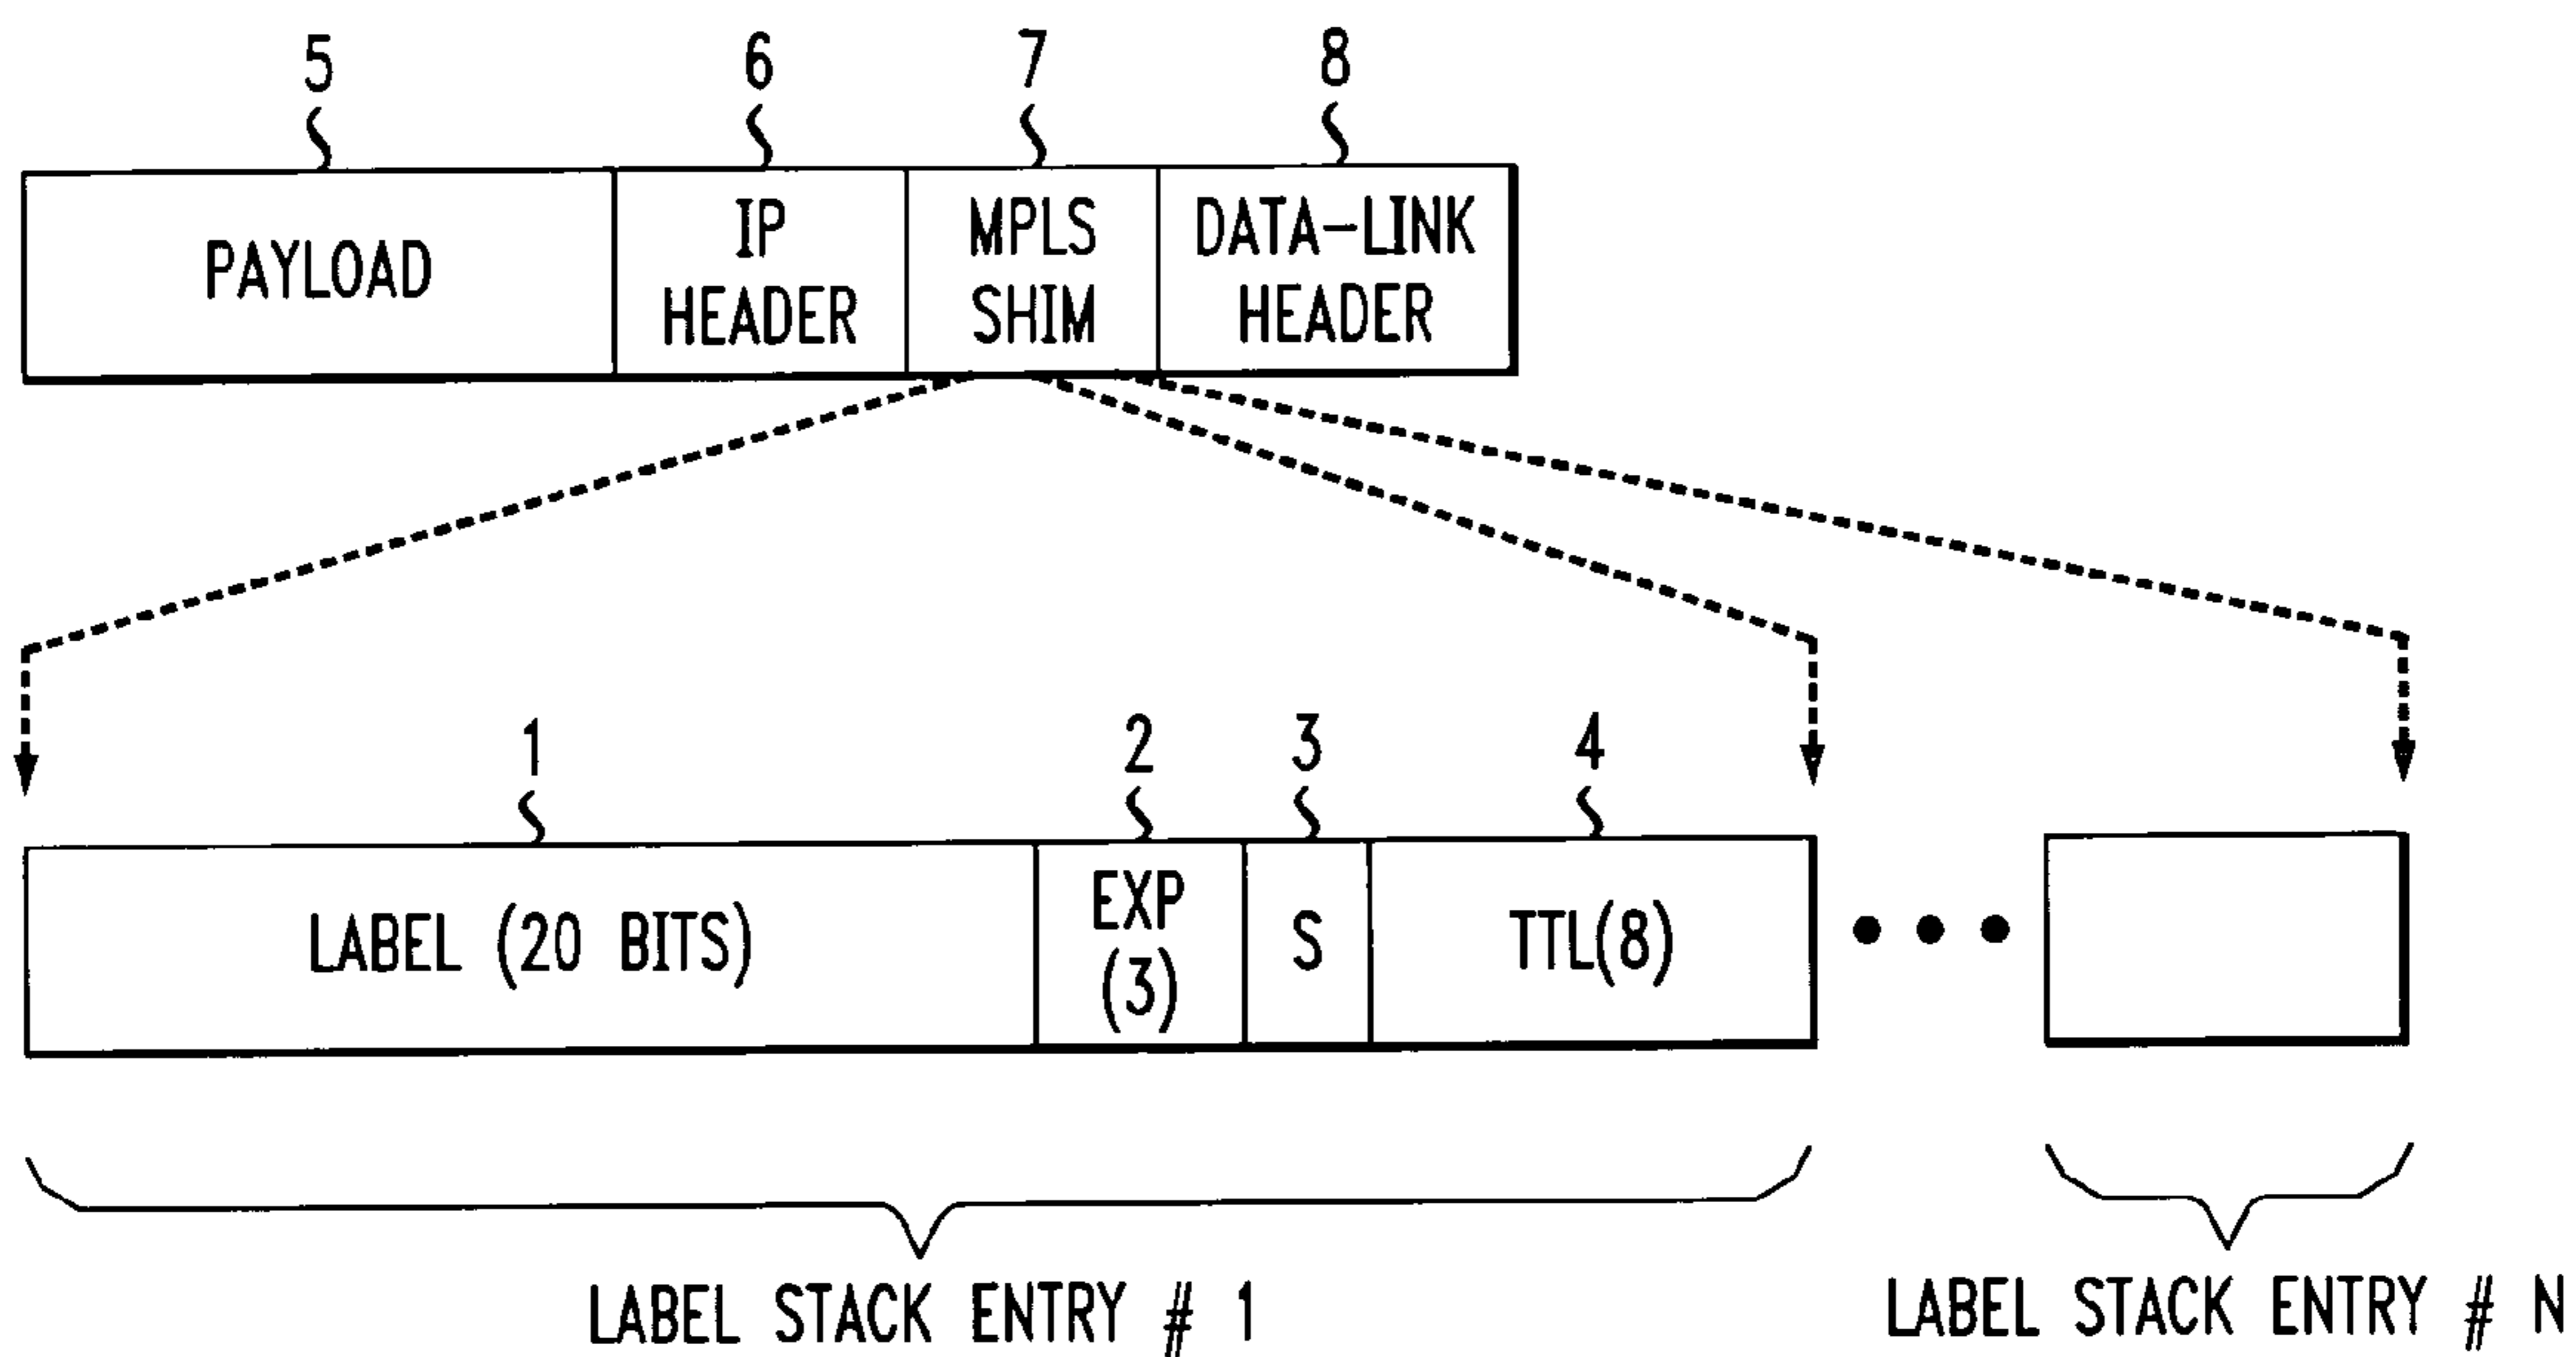 5 6 7 8
PAYLOAD
IP
HEADER
MPLS
SHIM
DATA-LINK
HEADER
1 2 3 4
LABEL (20 BITS)
EXP
(3)
S
TTL(8)
LABEL STACK ENTRY # 1
LABEL STACK ENTRY # N